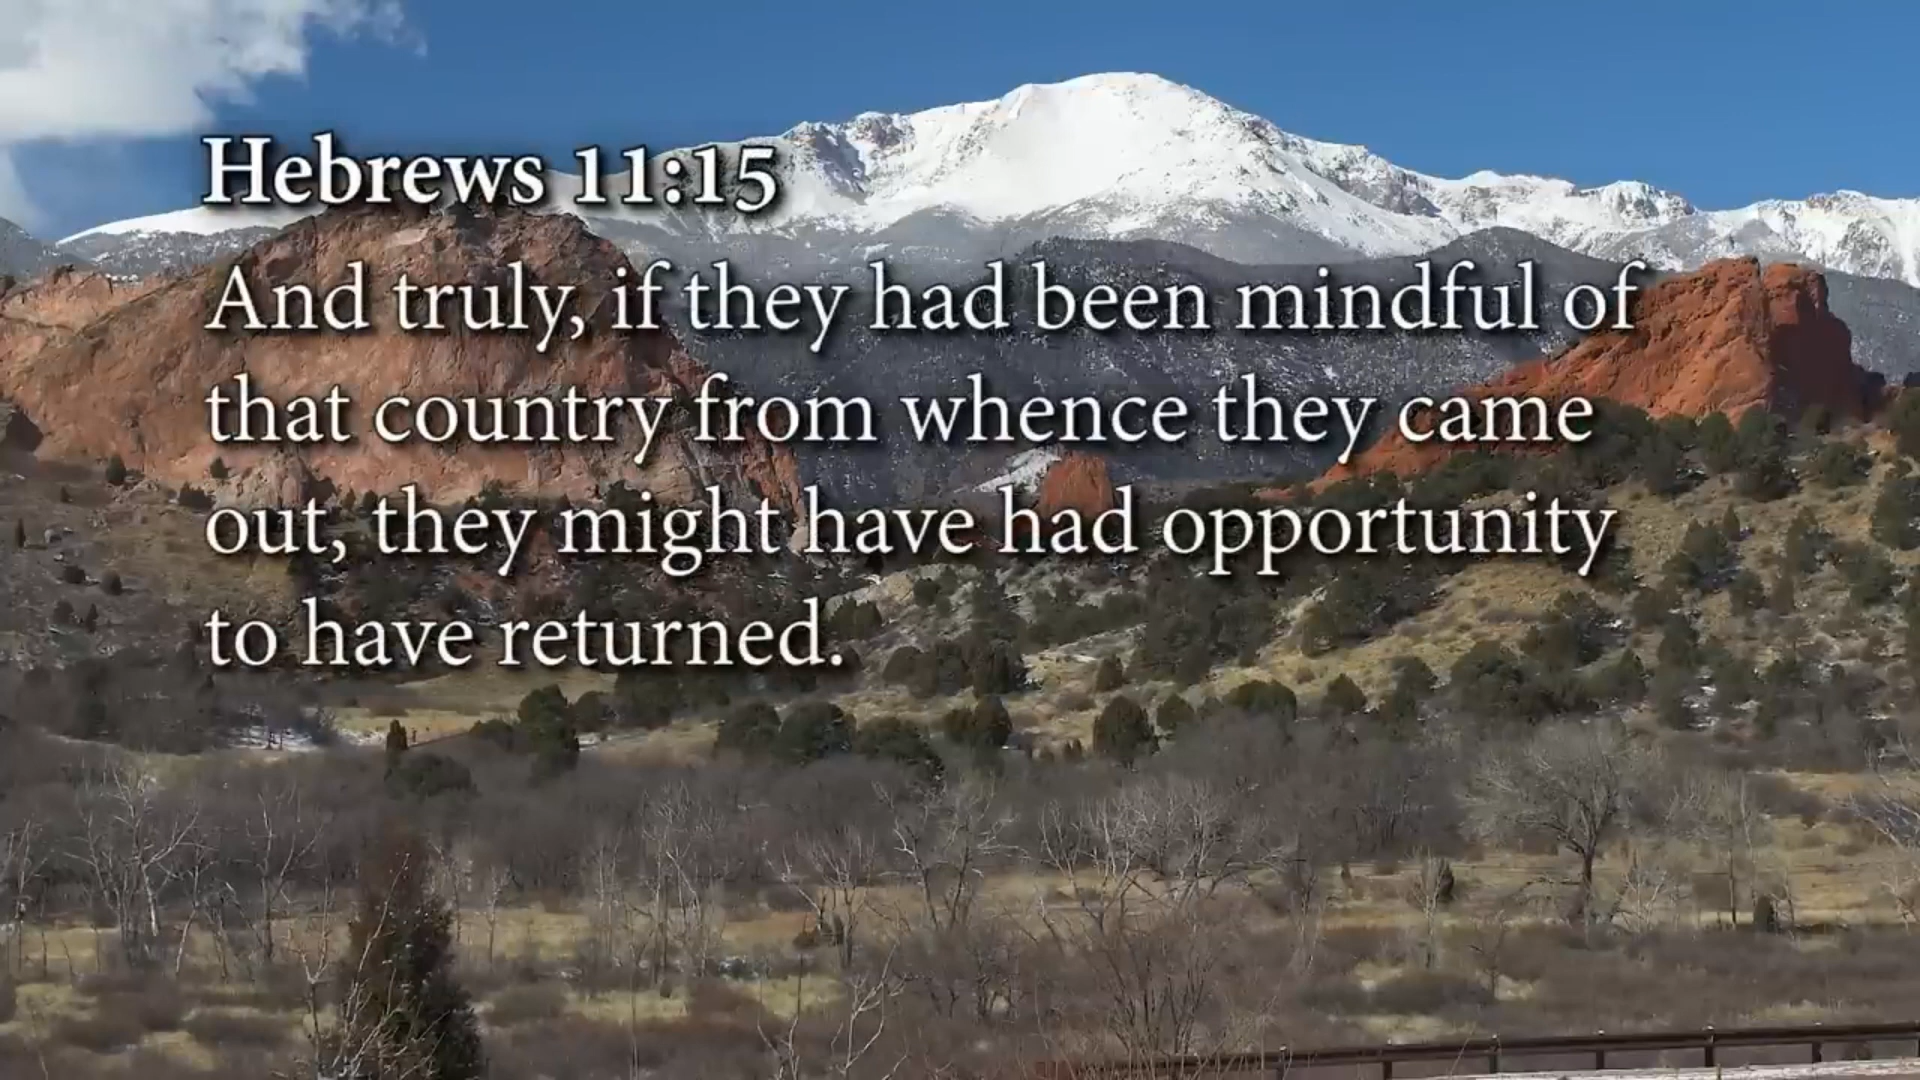 Hebrews 11:15
And truly, if they had been mindful of
that country from whence they came
out, they might have had opportunity
to have returned.